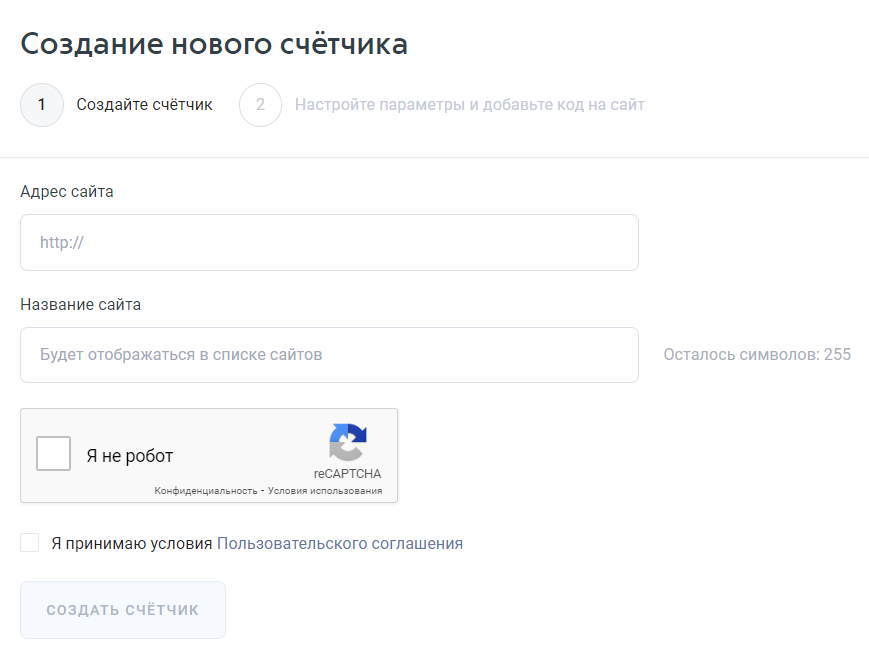 Создание нового счётчика
1 Создайте счётчик 2 Настройте параметры и добавьте код на сайт
Адрес сайта
http://
Название сайта
Будет отображаться в списке сайтов Осталось символов: 255
Я не робот
reCAPTCHA
Конфиденциальность - Условия использования
Я принимаю условия Пользовательского соглашения
СОЗДАТЬ СЧЁТЧИК